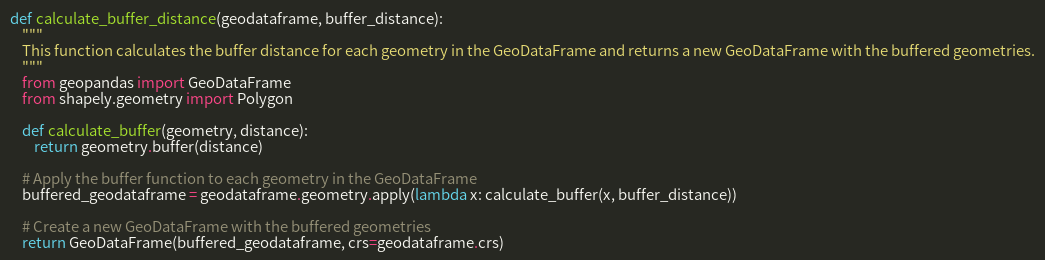 def calculate_buffer_distance(geodataframe, buffer_distance):
    """
    This function calculates the buffer distance for each geometry in the GeoDataFrame and returns a new GeoDataFrame with the buffered geometries.
    """
    from geopandas import GeoDataFrame
    from shapely.geometry import Polygon

    def calculate_buffer(geometry, distance):
        return geometry.buffer(distance)

    # Apply the buffer function to each geometry in the GeoDataFrame
    buffered_geodataframe = geodataframe.geometry.apply(lambda x: calculate_buffer(x, buffer_distance))

    # Create a new GeoDataFrame with the buffered geometries
    return GeoDataFrame(buffered_geodataframe, crs=geodataframe.crs)